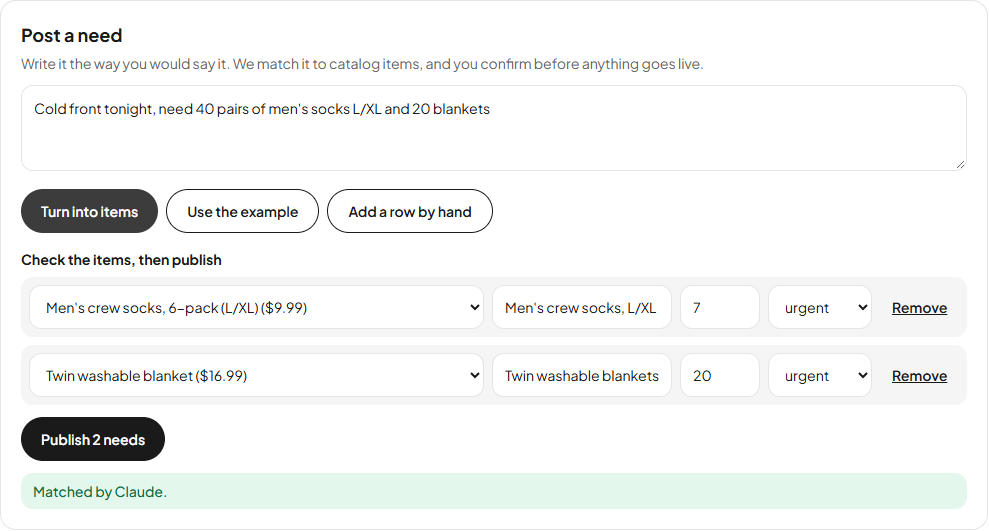 Post a need
Write it the way you would say it. We match it to catalog items, and you confirm before anything goes live.
Cold front tonight, need 40 pairs of men's socks L/XL and 20 blankets
Turn into items Use the example Add a row by hand
Check the items, then publish
Men's crew socks, 6-pack (L/XL) ($9.99) Men's crew socks, L/XL 7 urgent Remove
Twin washable blanket ($16.99) Twin washable blankets 20 urgent Remove
Publish 2 needs
Matched by Claude.